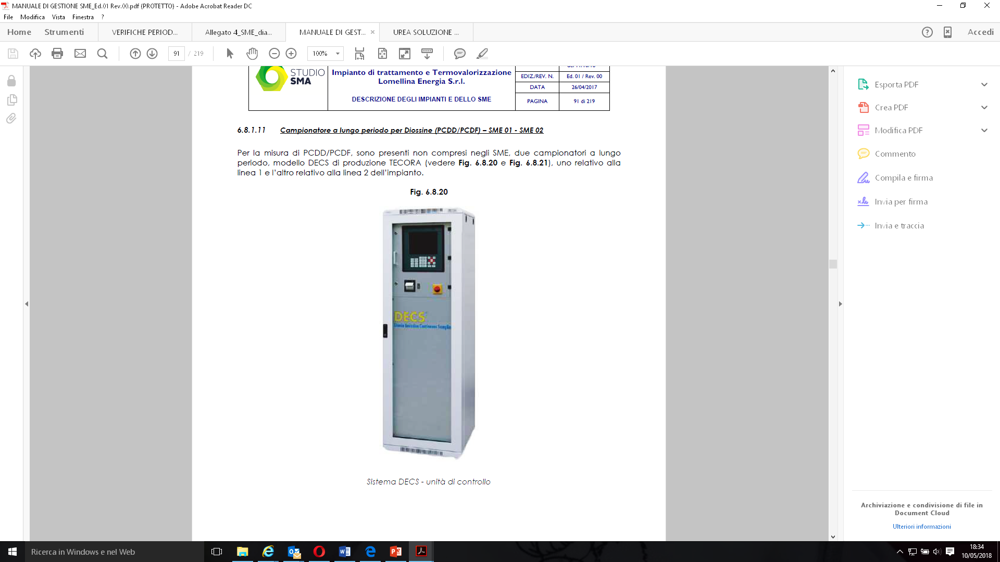 MANUALE DI GESTIONE SME_Ed.01 Rev.00.pdf (PROTETTO) - Adobe Acrobat Reader DC
File Modifica Vista Finestra ?
Home Strumenti VERIFICHE PERIOD... Allegato 4_SME_dia... MANUALE DI GEST... × UREA SOLUZIONE ... Accedi
91 / 219 100%
STUDIO
SMA
Impianto di trattamento e Termovalorizzazione
Lomellina Energia S.r.l.
DESCRIZIONE DEGLI IMPIANTI E DELLO SME
EDIZ./REV. N. Ed. 01 / Rev. 00
DATA 26/04/2017
PAGINA 91 di 219
6.8.1.11 Campionatore a lungo periodo per Diossine (PCDD/PCDF) – SME 01 - SME 02
Per la misura di PCDD/PCDF, sono presenti non compresi negli SME, due campionatori a lungo
periodo, modello DECS di produzione TECORA (vedere Fig. 6.8.20 e Fig. 6.8.21), uno relativo alla
linea 1 e l'altro relativo alla linea 2 dell'impianto.
Fig. 6.8.20
DECS
Sistema DECS - unità di controllo
Esporta PDF
Crea PDF
Modifica PDF
Commento
Compila e firma
Invia per firma
Invia e traccia
Archiviazione e condivisione di file in
Document Cloud
Ulteriori informazioni
Ricerca in Windows e nel Web
18:34
10/05/2018